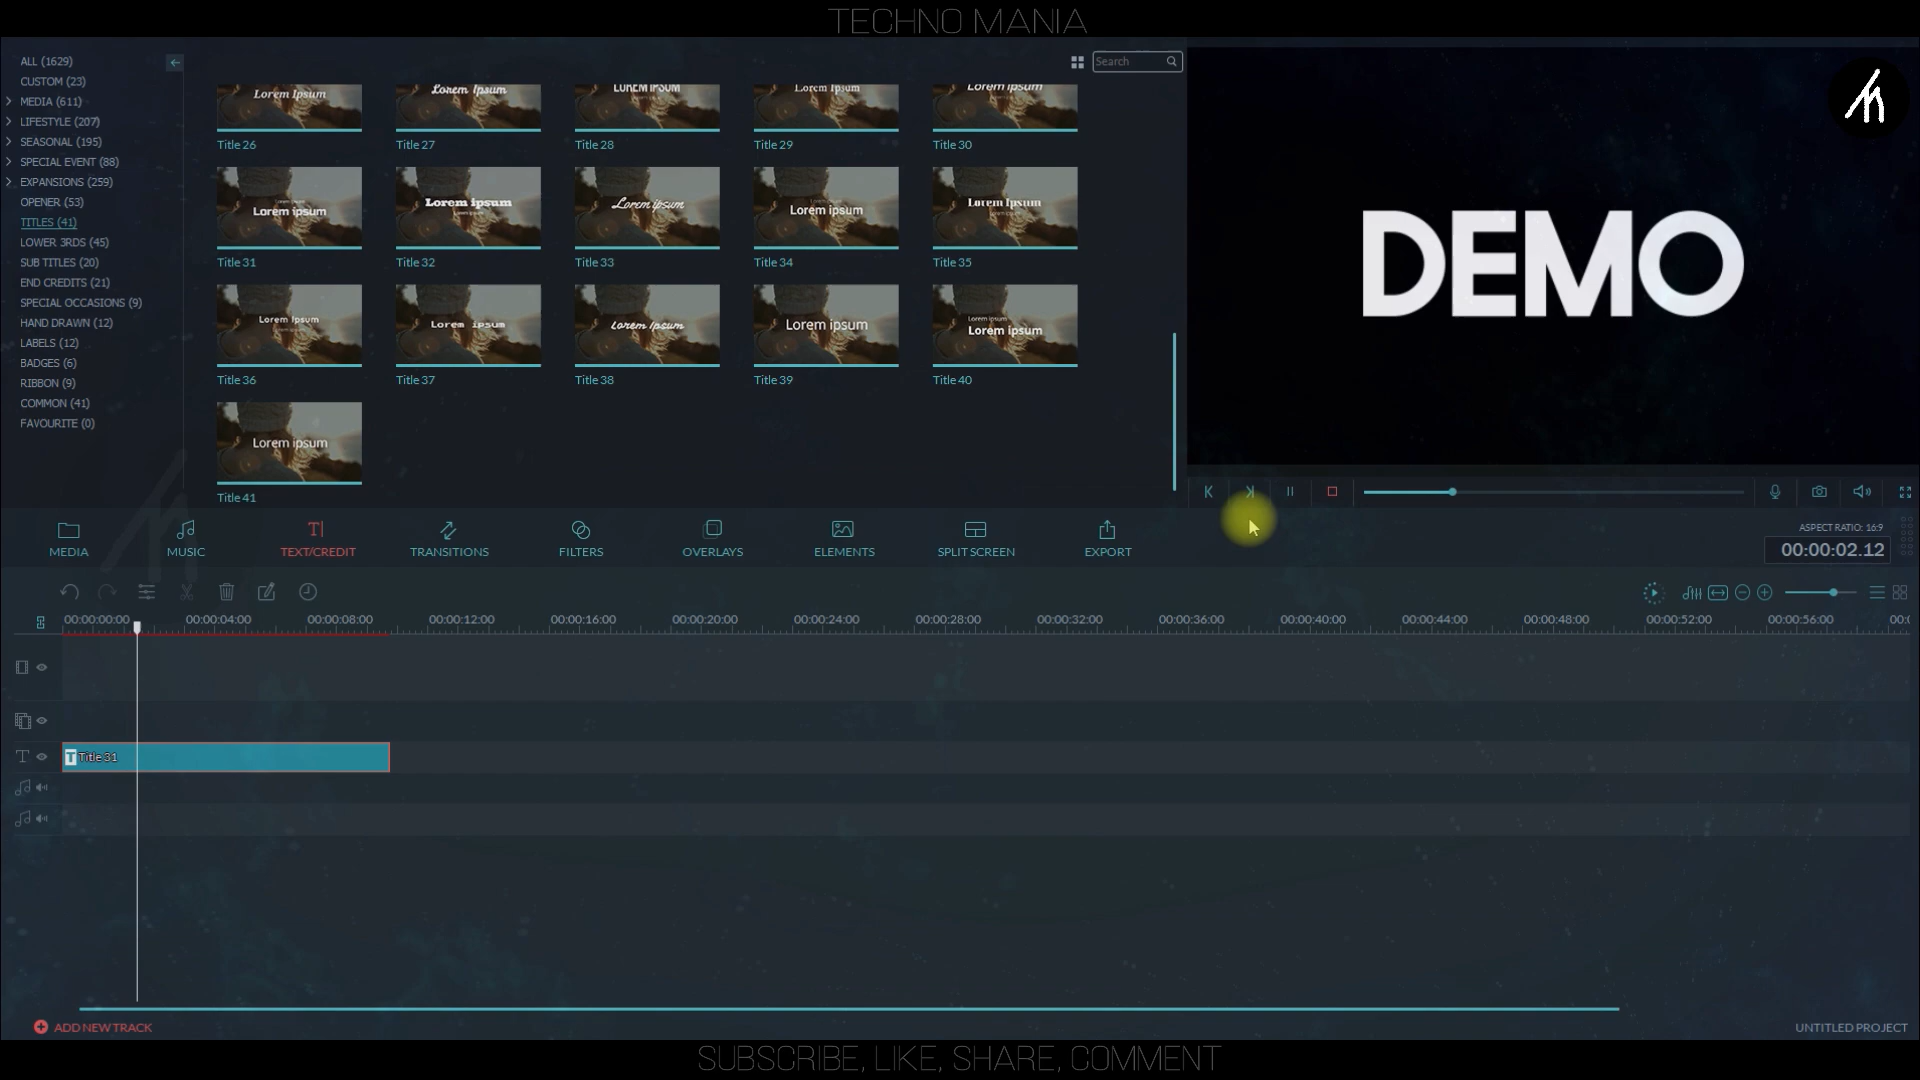 TECHNO MANIA
ALL (1629)
CUSTOM (23)
MEDIA (611)
LIFESTYLE (207)
SEASONAL (195)
SPECIAL EVENT (88)
EXPANSIONS (259)
OPENER (53)
TITLES (41)
LOWER 3RDS (45)
SUB TITLES (20)
END CREDITS (21)
SPECIAL OCCASIONS (9)
HAND DRAWN (12)
LABELS (12)
BADGES (6)
RIBBON (9)
COMMON (41)
FAVOURITE (0)
Search
Lorem Ipsum
Lorem Ipsum
LOREM IPSUM
Lorem Ipsum
Lorem Ipsum
Title 26
Title 27
Title 28
Title 29
Title 30
Lorem ipsum
Lorem ipsum
Lorem ipsum
Lorem ipsum
Lorem Ipsum
Title 31
Title 32
Title 33
Title 34
Title 35
Lorem Ipsum
Lorem ipsum
Lorem Ipsum
Lorem ipsum
Lorem ipsum
Lorem ipsum
Title 36
Title 37
Title 38
Title 39
Title 40
Lorem ipsum
Title 41
DEMO
MEDIA
MUSIC
TEXT/CREDIT
TRANSITIONS
FILTERS
OVERLAYS
ELEMENTS
SPLIT SCREEN
EXPORT
ASPECT RATIO: 16:9
00:00:02.12
00:00:00:00 00:00:04:00 00:00:08:00 00:00:12:00 00:00:16:00 00:00:20:00 00:00:24:00 00:00:28:00 00:00:32:00 00:00:36:00 00:00:40:00 00:00:44:00 00:00:48:00 00:00:52:00 00:00:56:00
Title 31
ADD NEW TRACK
UNTITLED PROJECT
SUBSCRIBE, LIKE, SHARE, COMMENT